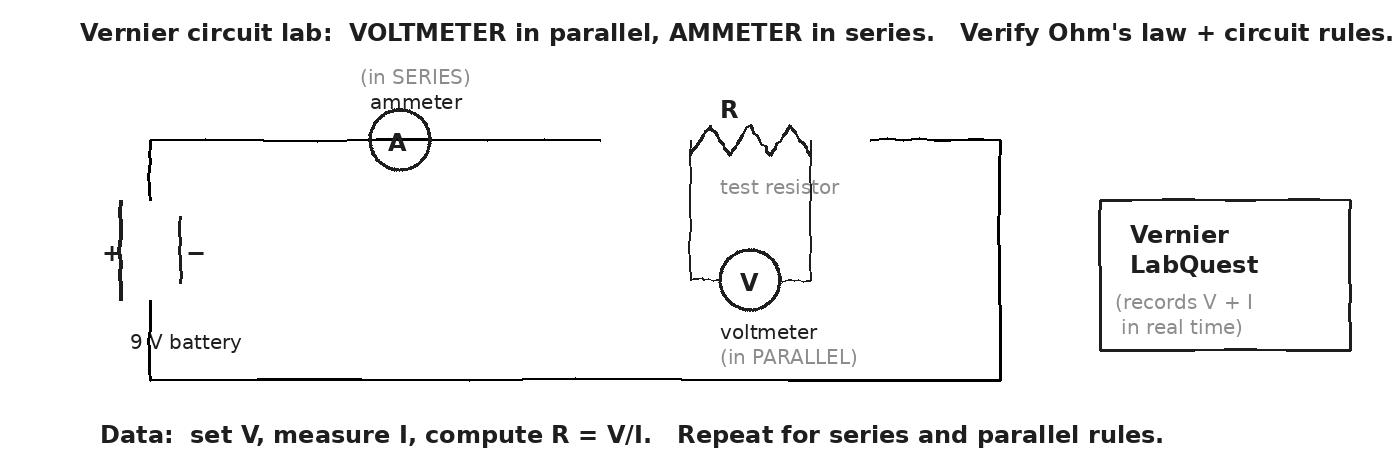 Vernier circuit lab:  VOLTMETER in parallel, AMMETER in series.   Verify Ohm's law + circuit rules.
(in SERIES)
ammeter
A
R
test resistor
+
−
V
9 V battery
voltmeter
(in PARALLEL)
Vernier
LabQuest
(records V + I
in real time)
Data:  set V, measure I, compute R = V/I.   Repeat for series and parallel rules.